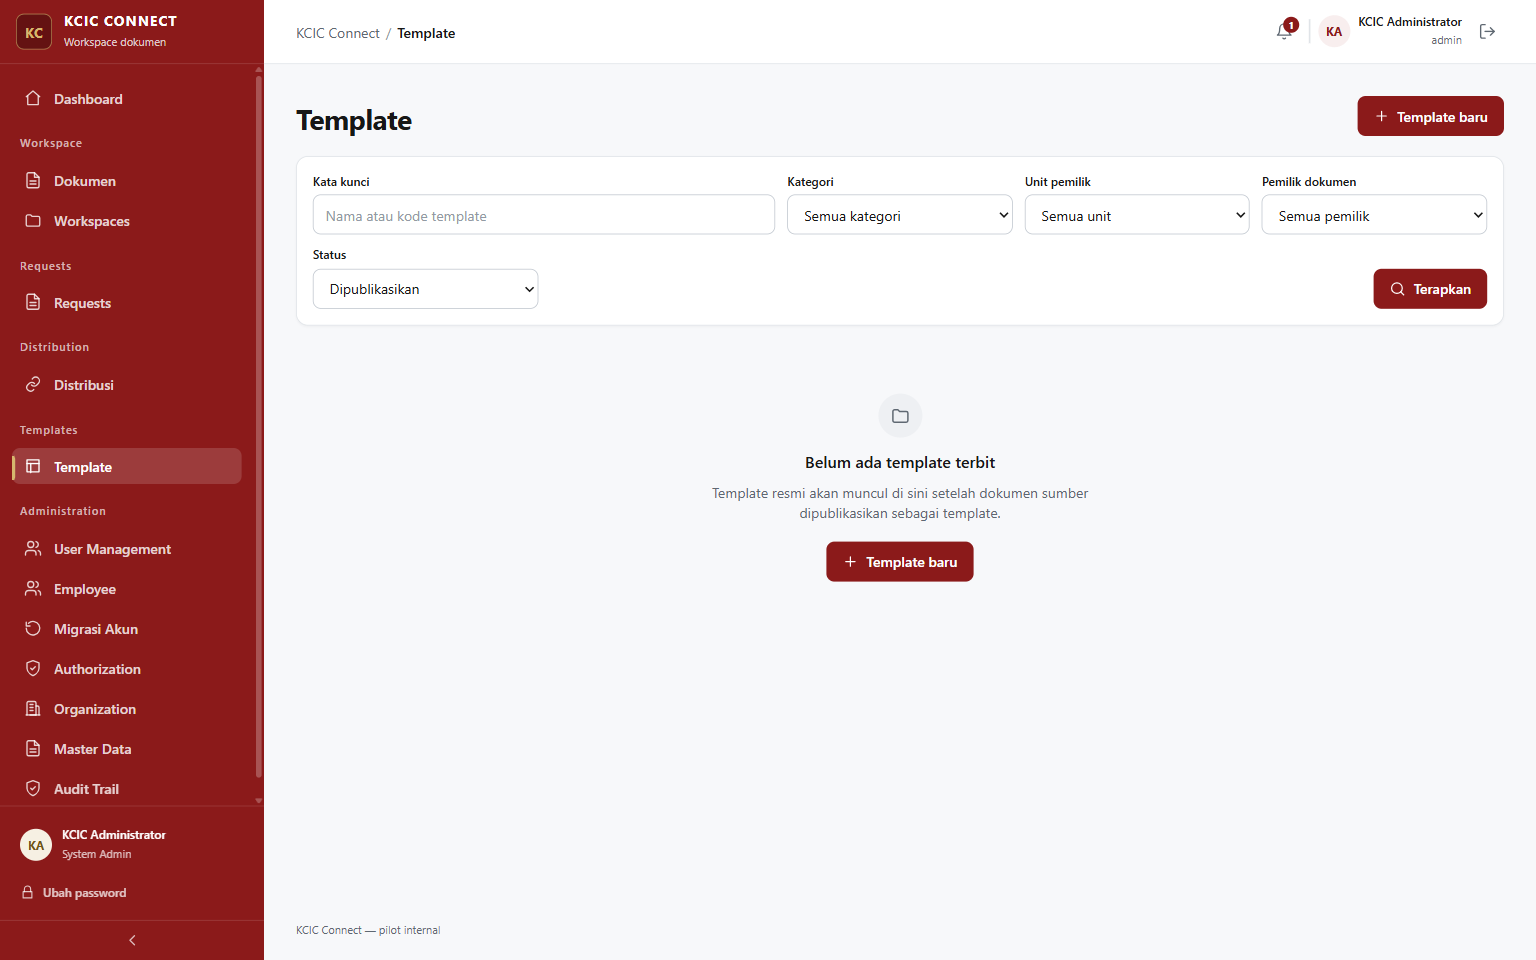 KC
KCIC CONNECT
Workspace dokumen
Dashboard
Workspace
Dokumen
Workspaces
Requests
Requests
Distribution
Distribusi
Templates
Template
Administration
User Management
Employee
Migrasi Akun
Authorization
Organization
Master Data
Audit Trail
KA
KCIC Administrator
System Admin
Ubah password
KCIC Connect / Template
1
KA
KCIC Administrator
admin
Template
Template baru
Kata kunci
Nama atau kode template
Kategori
Semua kategori
Unit pemilik
Semua unit
Pemilik dokumen
Semua pemilik
Status
Dipublikasikan
Terapkan
Belum ada template terbit
Template resmi akan muncul di sini setelah dokumen sumber
dipublikasikan sebagai template.
Template baru
KCIC Connect — pilot internal